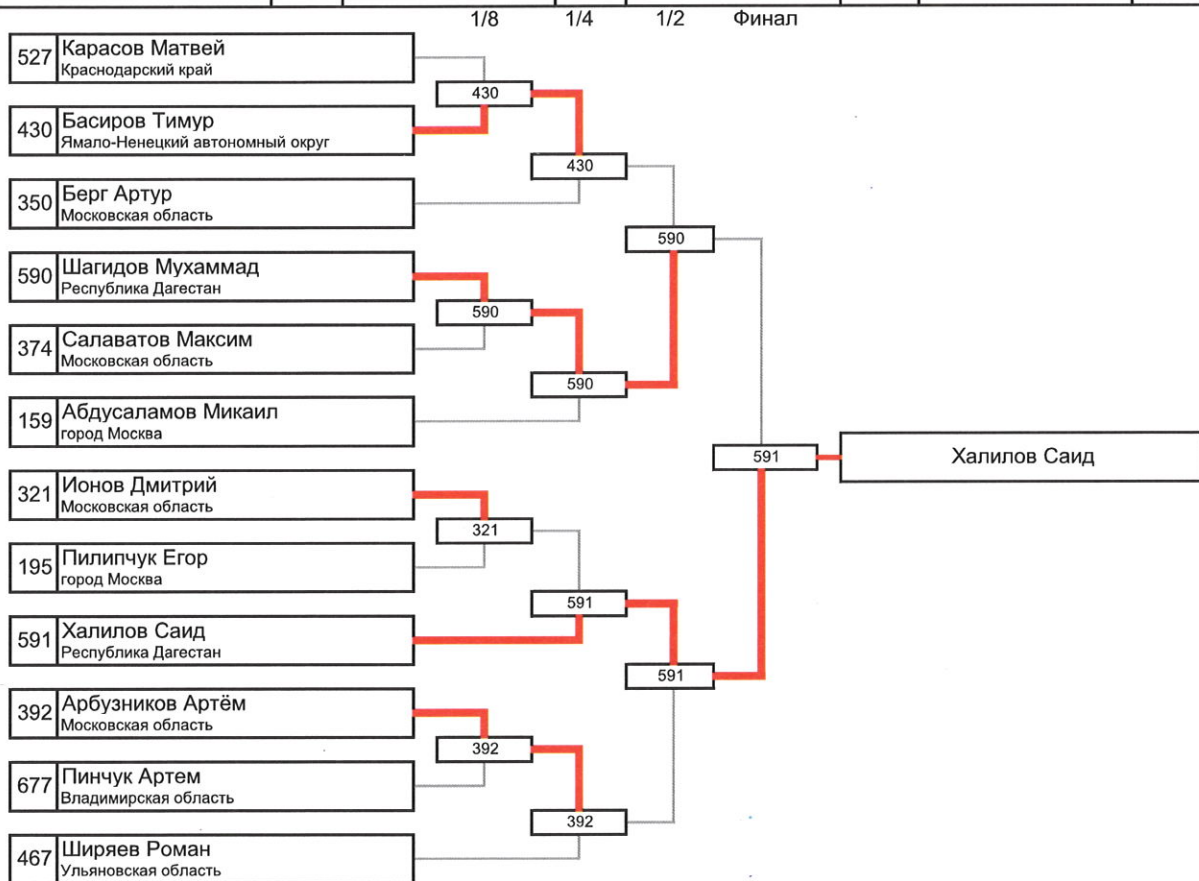 1/8 1/4 1/2 Финал
527 Карасов Матвей
Краснодарский край
430
430 Басиров Тимур
Ямало-Ненецкий автономный округ
430
350 Берг Артур
Московская область
590
590 Шагидов Мухаммад
Республика Дагестан
590
374 Салаватов Максим
Московская область
590
159 Абдусаламов Микаил
город Москва
591 Халилов Саид
321 Ионов Дмитрий
Московская область
321
195 Пилипчук Егор
город Москва
591
591 Халилов Саид
Республика Дагестан
591
392 Арбузников Артём
Московская область
392
677 Пинчук Артем
Владимирская область
392
467 Ширяев Роман
Ульяновская область